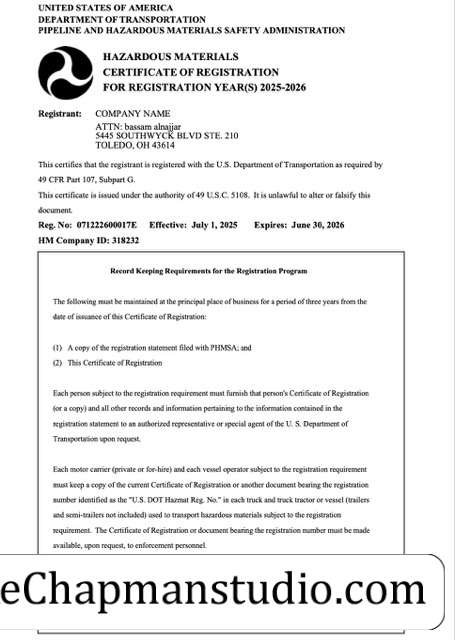 UNITED STATES OF AMERICA
DEPARTMENT OF TRANSPORTATION
PIPELINE AND HAZARDOUS MATERIALS SAFETY ADMINISTRATION
HAZARDOUS MATERIALS
CERTIFICATE OF REGISTRATION
FOR REGISTRATION YEAR(S) 2025-2026
Registrant: COMPANY NAME
ATTN: bassam alnajjar
5445 SOUTHWYCK BLVD STE. 210
TOLEDO, OH 43614
This certifies that the registrant is registered with the U.S. Department of Transportation as required by
49 CFR Part 107, Subpart G.
This certificate is issued under the authority of 49 U.S.C. 5108. It is unlawful to alter or falsify this
document.
Reg. No: 071222600017E Effective: July 1, 2025 Expires: June 30, 2026
HM Company ID: 318232
Record Keeping Requirements for the Registration Program
The following must be maintained at the principal place of business for a period of three years from the
date of issuance of this Certificate of Registration:
(1) A copy of the registration statement filed with PHMSA; and
(2) This Certificate of Registration
Each person subject to the registration requirement must furnish that person's Certificate of Registration
(or a copy) and all other records and information pertaining to the information contained in the
registration statement to an authorized representative or special agent of the U. S. Department of
Transportation upon request.
Each motor carrier (private or for-hire) and each vessel operator subject to the registration requirement
must keep a copy of the current Certificate of Registration or another document bearing the registration
number identified as the "U.S. DOT Hazmat Reg. No." in each truck and truck tractor or vessel (trailers
and semi-trailers not included) used to transport hazardous materials subject to the registration
requirement. The Certificate of Registration or document bearing the registration number must be made
available, upon request, to enforcement personnel.
eChapmanstudio.com